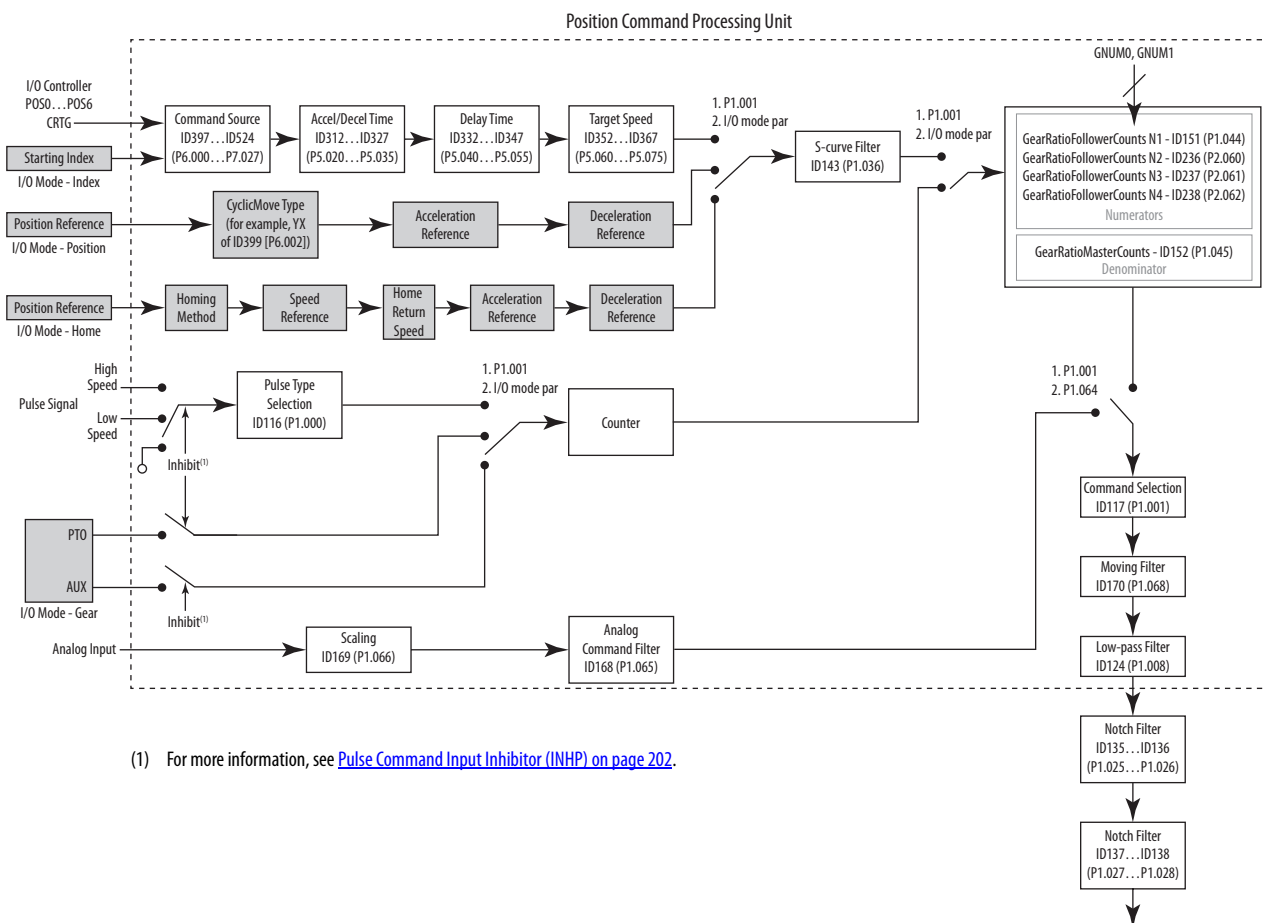 Position Command Processing Unit
GNUM0, GNUM1
I/O Controller
POS0…POS6
CRTG
Starting Index
I/O Mode - Index
Command Source
ID397…ID524
(P6.000…P7.027)
Accel/Decel Time
ID312…ID327
(P5.020…P5.035)
Delay Time
ID332…ID347
(P5.040…P5.055)
Target Speed
ID352…ID367
(P5.060…P5.075)
1. P1.001
2. I/O mode par
S-curve Filter
ID143 (P1.036)
1. P1.001
2. I/O mode par
GearRatioFollowerCounts N1 - ID151 (P1.044)
GearRatioFollowerCounts N2 - ID236 (P2.060)
GearRatioFollowerCounts N3 - ID237 (P2.061)
GearRatioFollowerCounts N4 - ID238 (P2.062)
Numerators
GearRatioMasterCounts - ID152 (P1.045)
Denominator
Position Reference
I/O Mode - Position
CyclicMove Type
(for example, YX
of ID399 [P6.002])
Acceleration
Reference
Deceleration
Reference
Position Reference
I/O Mode - Home
Homing
Method
Speed
Reference
Home
Return
Speed
Acceleration
Reference
Deceleration
Reference
Pulse Signal
High
Speed
Low
Speed
Pulse Type
Selection
ID116 (P1.000)
Inhibit(1)
1. P1.001
2. I/O mode par
Counter
1. P1.001
2. P1.064
PTO
AUX
I/O Mode - Gear
Inhibit(1)
Analog Input
Scaling
ID169 (P1.066)
Analog
Command Filter
ID168 (P1.065)
Command Selection
ID117 (P1.001)
Moving Filter
ID170 (P1.068)
Low-pass Filter
ID124 (P1.008)
Notch Filter
ID135…ID136
(P1.025…P1.026)
Notch Filter
ID137…ID138
(P1.027…P1.028)
(1) For more information, see Pulse Command Input Inhibitor (INHP) on page 202.